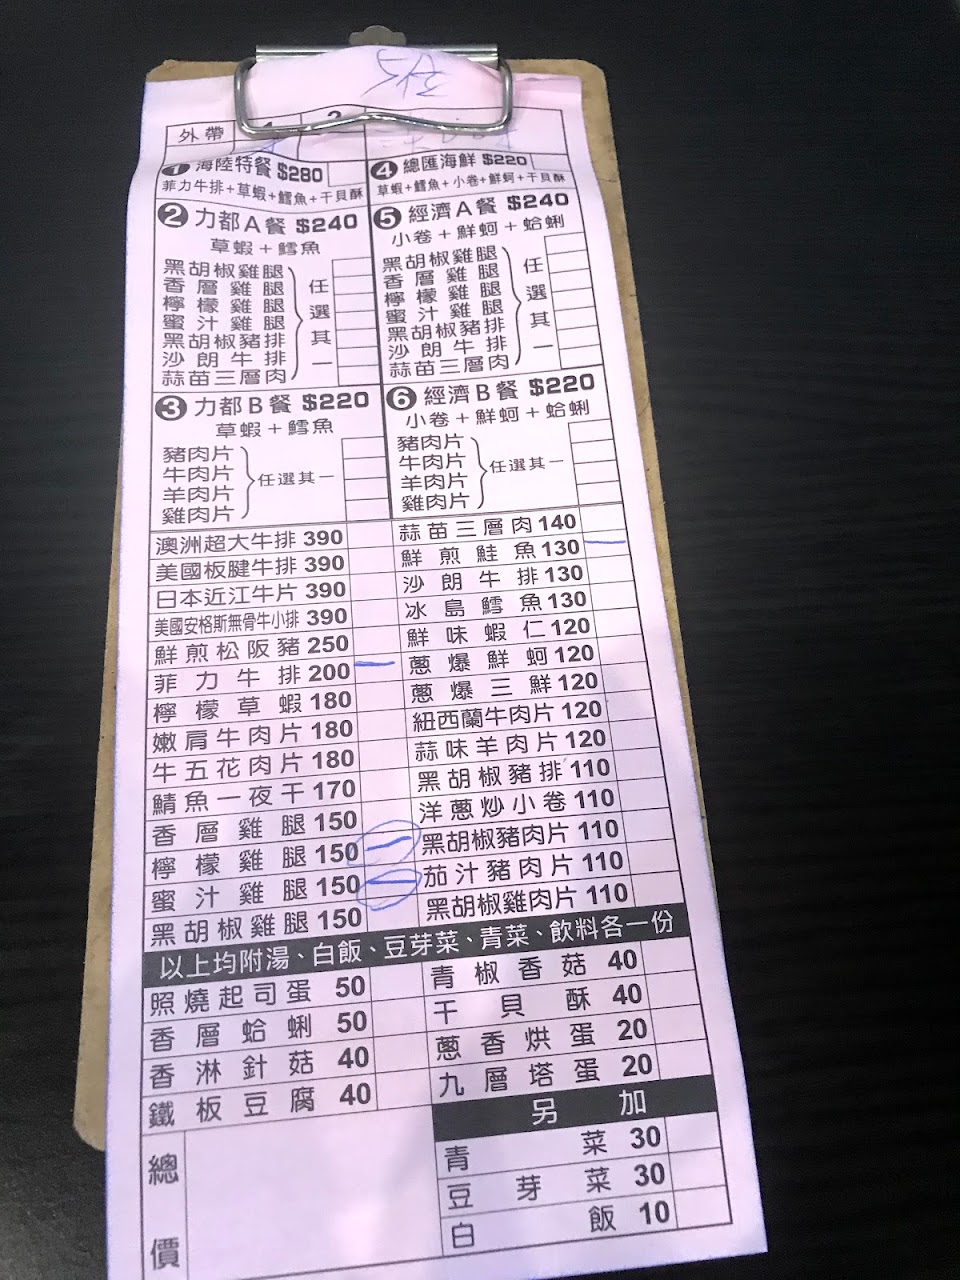 5位
外帶 1 2
1 海陸特餐 $280
菲力牛排+草蝦+鱈魚+干貝酥
2 力都A餐 $240
草蝦+鱈魚
黑胡椒雞腿
香層雞腿
檸檬雞腿
蜜汁雞腿
黑胡椒豬排
沙朗牛排
蒜苗三層肉
任選其一
3 力都B餐 $220
草蝦+鱈魚
豬肉片
牛肉片
羊肉片
雞肉片
任選其一
4 總匯海鮮 $220
草蝦+鱈魚+小卷+鮮蚵+干貝酥
5 經濟A餐 $240
小卷+鮮蚵+蛤蜊
黑胡椒雞腿
香層雞腿
檸檬雞腿
蜜汁雞腿
黑胡椒豬排
沙朗牛排
蒜苗三層肉
任選其一
6 經濟B餐 $220
小卷+鮮蚵+蛤蜊
豬肉片
牛肉片
羊肉片
雞肉片
任選其一
澳洲超大牛排 390
美國板腱牛排 390
日本近江牛片 390
美國安格斯無骨牛小排 390
鮮煎松阪豬 250
菲力牛排 200
檸檬草蝦 180
嫩肩牛肉片 180
牛五花肉片 180
鯖魚一夜干 170
香層雞腿 150
檸檬雞腿 150
蜜汁雞腿 150
黑胡椒雞腿 150
蒜苗三層肉 140
鮮煎鮭魚 130
沙朗牛排 130
冰島鱈魚 130
鮮味蝦仁 120
蔥爆鮮蚵 120
蔥爆三鮮 120
紐西蘭牛肉片 120
蒜味羊肉片 120
黑胡椒豬排 110
洋蔥炒小卷 110
黑胡椒豬肉片 110
茄汁豬肉片 110
黑胡椒雞肉片 110
以上均附湯、白飯、豆芽菜、青菜、飲料各一份
照燒起司蛋 50
香層蛤蜊 50
香淋針菇 40
鐵板豆腐 40
青椒香菇 40
干貝酥 40
蔥香烘蛋 20
九層塔蛋 20
另加
青菜 30
豆芽菜 30
白飯 10
總價